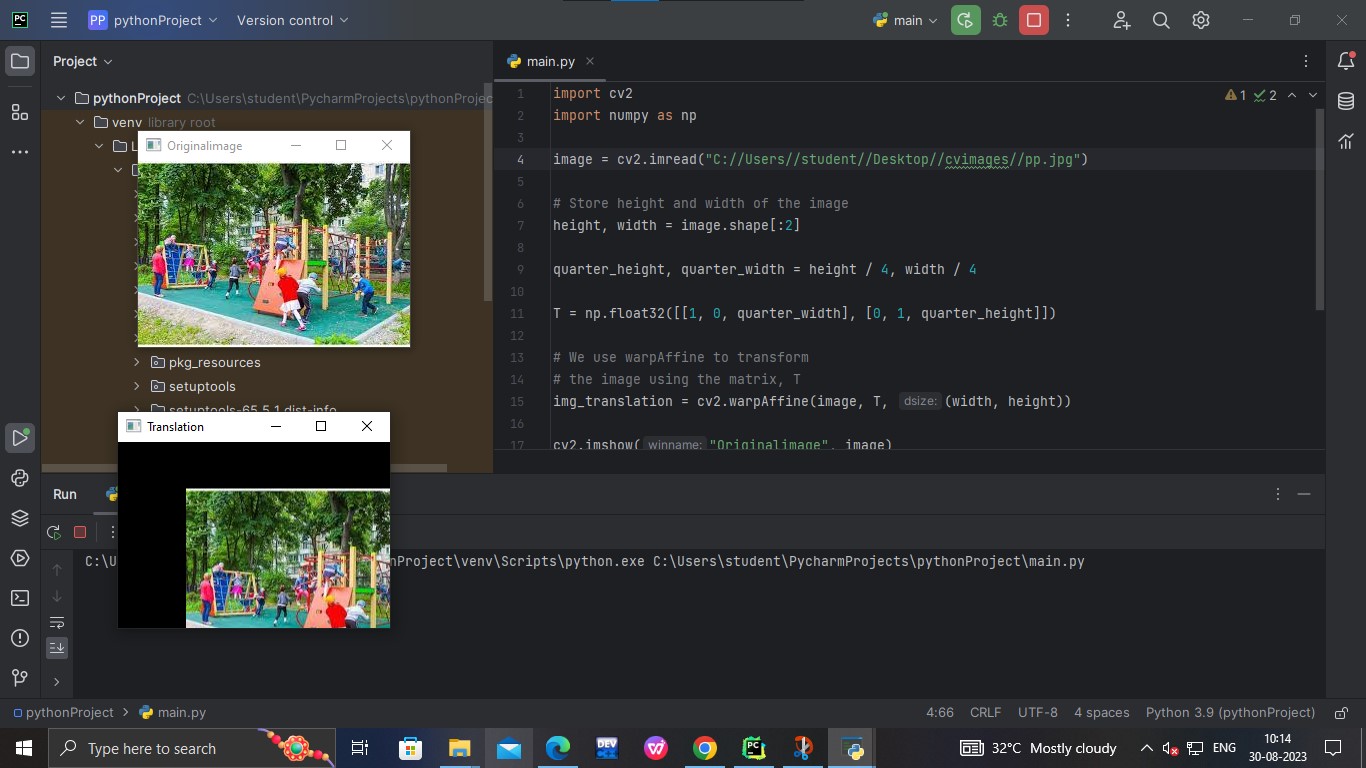 PC
PP pythonProject
Version control
main
Project
main.py
pythonProject C:\Users\student\PycharmProjects\pythonProjec
venv library root
L
Originalimage
pkg_resources
setuptools
setuptools-65.5.1.dist-info
Translation
1 import cv2
2 import numpy as np
3
4 image = cv2.imread("C://Users//student//Desktop//cvimages//pp.jpg")
5
6 # Store height and width of the image
7 height, width = image.shape[:2]
8
9 quarter_height, quarter_width = height / 4, width / 4
10
11 T = np.float32([[1, 0, quarter_width], [0, 1, quarter_height]])
12
13 # We use warpAffine to transform
14 # the image using the matrix, T
15 img_translation = cv2.warpAffine(image, T, dsize: (width, height))
16
17 cv2.imshow( winname: "Originalimage", image)
1 2
Run
C:\U
nProject\venv\Scripts\python.exe C:\Users\student\PycharmProjects\pythonProject\main.py
pythonProject > main.py
4:66 CRLF UTF-8 4 spaces Python 3.9 (pythonProject)
Type here to search
DEV
PC
32°C Mostly cloudy
ENG
10:14
30-08-2023